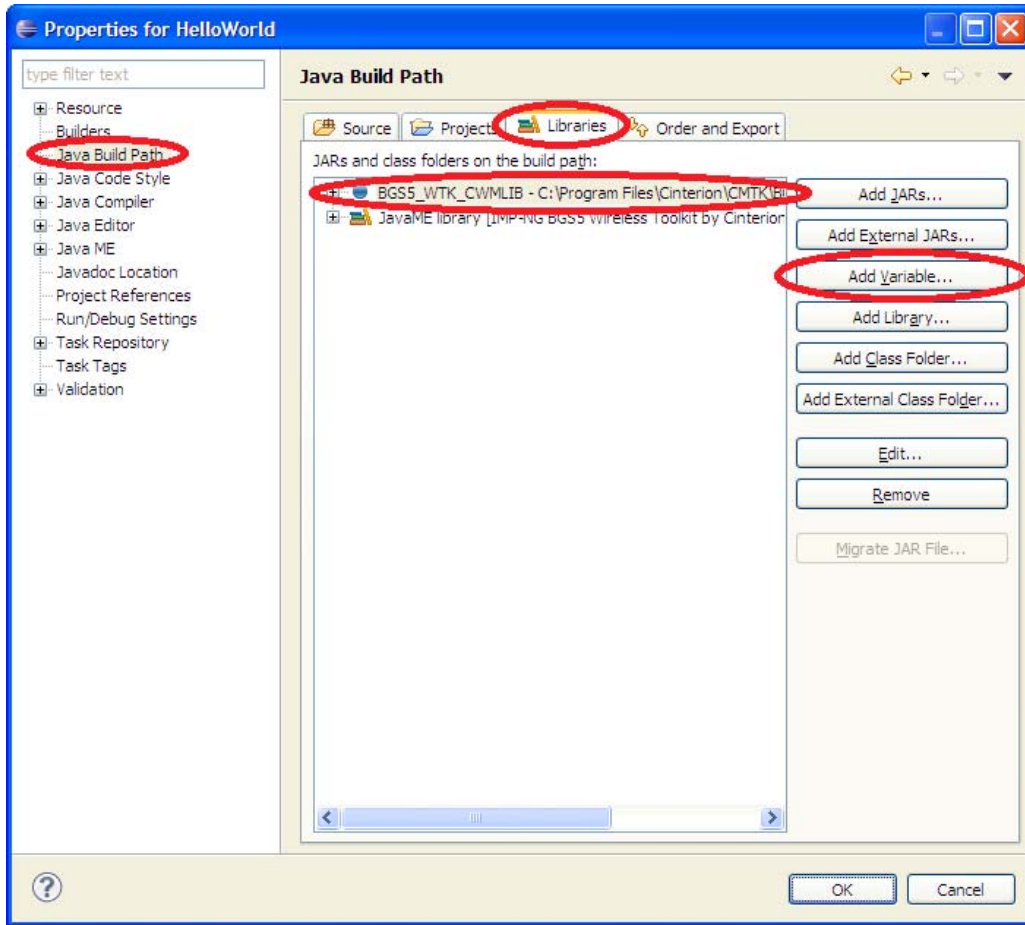 Properties for HelloWorld
type filter text
Resource
Builders
Java Build Path
Java Code Style
Java Compiler
Java Editor
Java ME
Javadoc Location
Project References
Run/Debug Settings
Task Repository
Task Tags
Validation
Java Build Path
Source Projects Libraries Order and Export
JARs and class folders on the build path:
BGS5_WTK_CWMLIB - C:\Program Files\Cinterion\CMTK\
JavaME library [IMP-NG BGS5 Wireless Toolkit by Cinterion
Add JARs...
Add External JARs...
Add Variable...
Add Library...
Add Class Folder...
Add External Class Folder...
Edit...
Remove
Migrate JAR File...
?
OK Cancel